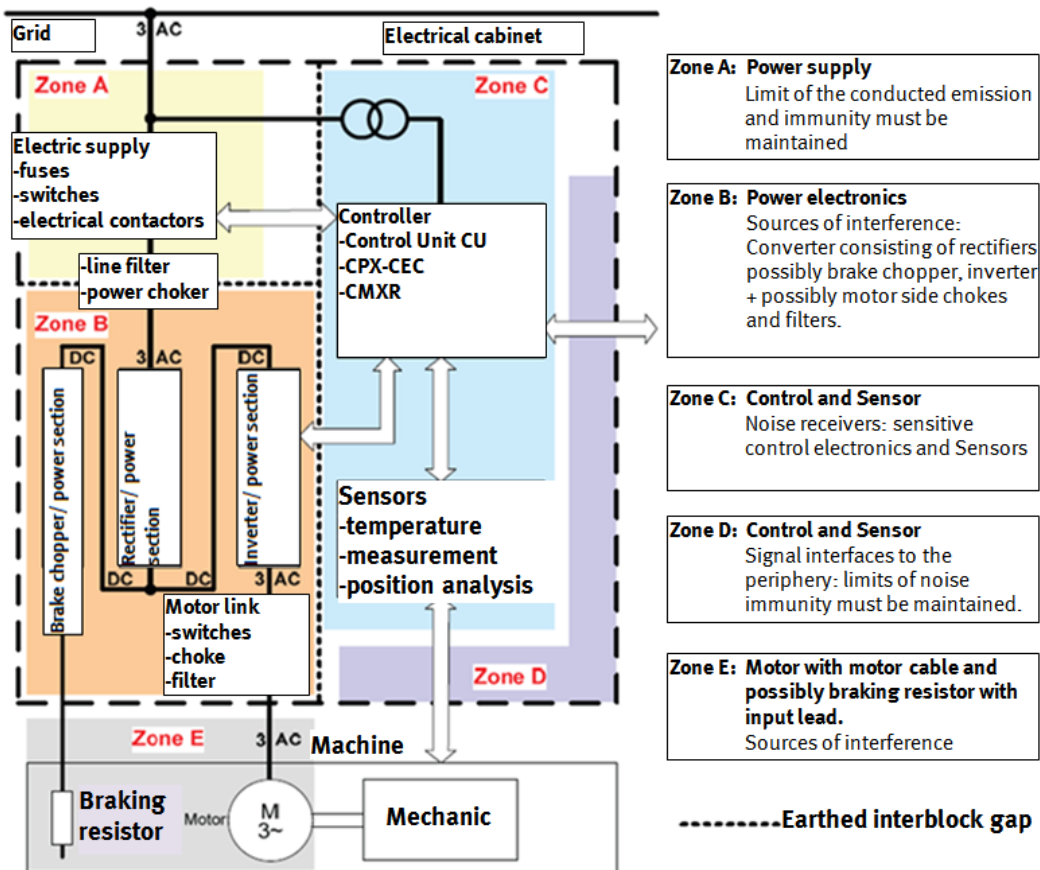 Grid
3 AC
Electrical cabinet
Zone A
Zone C
Electric supply
-fuses
-switches
-electrical contactors
Controller
-Control Unit CU
-CPX-CEC
-CMXR
-line filter
-power choker
Zone B
DC
3 AC
DC
Brake chopper/ power section
Rectifier/ power
section
Inverter/ power section
DC
DC
3 AC
Sensors
-temperature
-measurement
-position analysis
Motor link
-switches
-choke
-filter
Zone D
Zone E
3 AC
Machine
Braking
resistor
Motor
M
3~
Mechanic
Zone A: Power supply
Limit of the conducted emission
and immunity must be
maintained
Zone B: Power electronics
Sources of interference:
Converter consisting of rectifiers
possibly brake chopper, inverter
+ possibly motor side chokes
and filters.
Zone C: Control and Sensor
Noise receivers: sensitive
control electronics and Sensors
Zone D: Control and Sensor
Signal interfaces to the
periphery: limits of noise
immunity must be maintained.
Zone E: Motor with motor cable and
possibly braking resistor with
input lead.
Sources of interference
Earthed interblock gap